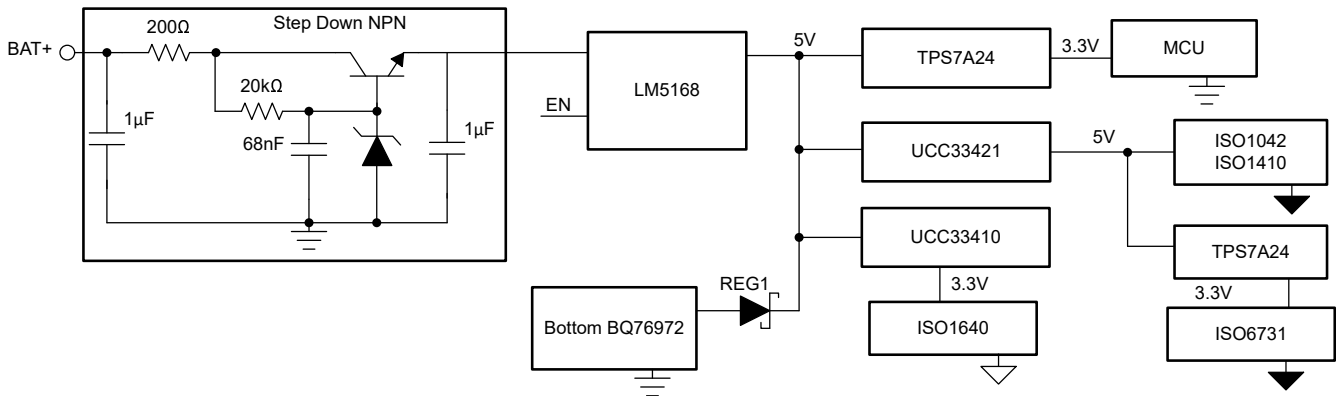 Step Down NPN
BAT+
200Ω
20kΩ
1µF
68nF
1µF
EN
LM5168
5V
TPS7A24
3.3V
MCU
UCC33421
5V
ISO1042
ISO1410
UCC33410
TPS7A24
3.3V
3.3V
REG1
Bottom BQ76972
ISO1640
ISO6731